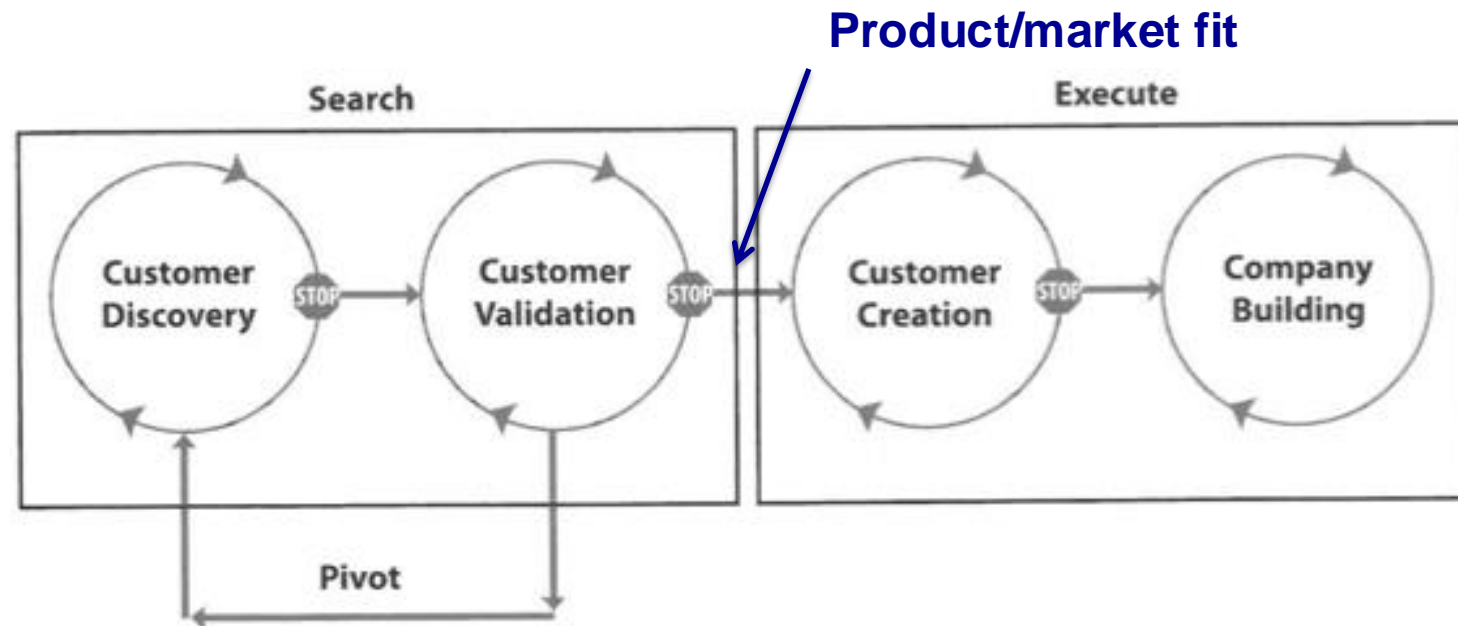 Product/market fit
Search
Execute
Customer
Discovery
STOP
Customer
Validation
STOP
Customer
Creation
STOP
Company
Building
Pivot